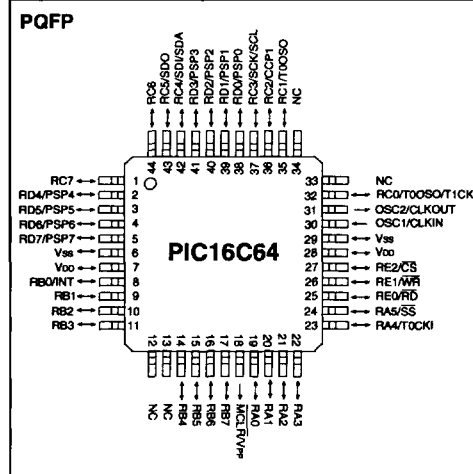 PQFP
RC6
RC5/SDO
RC4/SDI/SDA
RD3/PSP3
RD2/PSP2
RD1/PSP1
RD0/PSP0
RC3/SCK/SCL
RC2/CCP1
RC1/T0OSO
NC
44 43 42 41 40 39 38 37 36 35 34
RC7 1
RD4/PSP4 2
RD5/PSP5 3
RD6/PSP6 4
RD7/PSP7 5
Vss 6
VDD 7
RB0/INT 8
RB1 9
RB2 10
RB3 11
PIC16C64
33 NC
32 RC0/T0OSO/T1CK
31 OSC2/CLKOUT
30 OSC1/CLKIN
29 Vss
28 VDD
27 RE2/CS
26 RE1/WR
25 RE0/RD
24 RA5/SS
23 RA4/T0CKI
12 13 14 15 16 17 18 19 20 21 22
NC
NC
RB4
RB5
RB6
RB7
MCLR/VPP
RA0
RA1
RA2
RA3